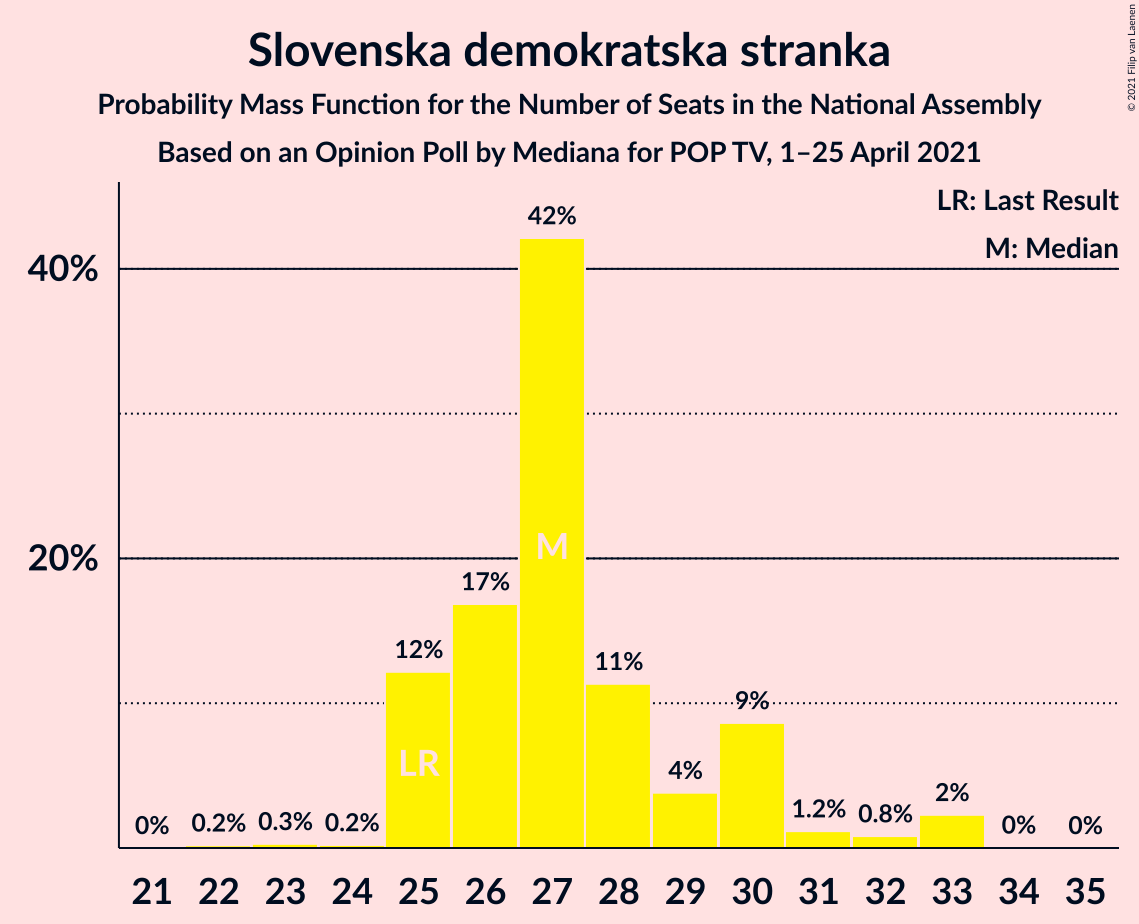 Slovenska demokratska stranka
Probability Mass Function for the Number of Seats in the National Assembly
Based on an Opinion Poll by Mediana for POP TV, 1–25 April 2021
© 2021 Filip van Laenen
LR: Last Result
M: Median
40%
20%
0%
0.2%
0.3%
0.2%
12%
17%
42%
11%
4%
9%
1.2%
0.8%
2%
0%
0%
LR
M
21 22 23 24 25 26 27 28 29 30 31 32 33 34 35